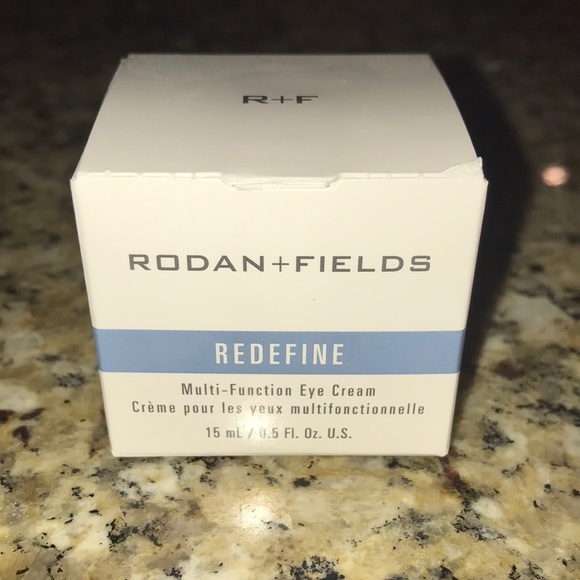 R+F
RODAN+FIELDS
REDEFINE
Multi-Function Eye Cream
Crème pour les yeux multifonctionnelle
15 mL / 0.5 Fl. Oz. U.S.